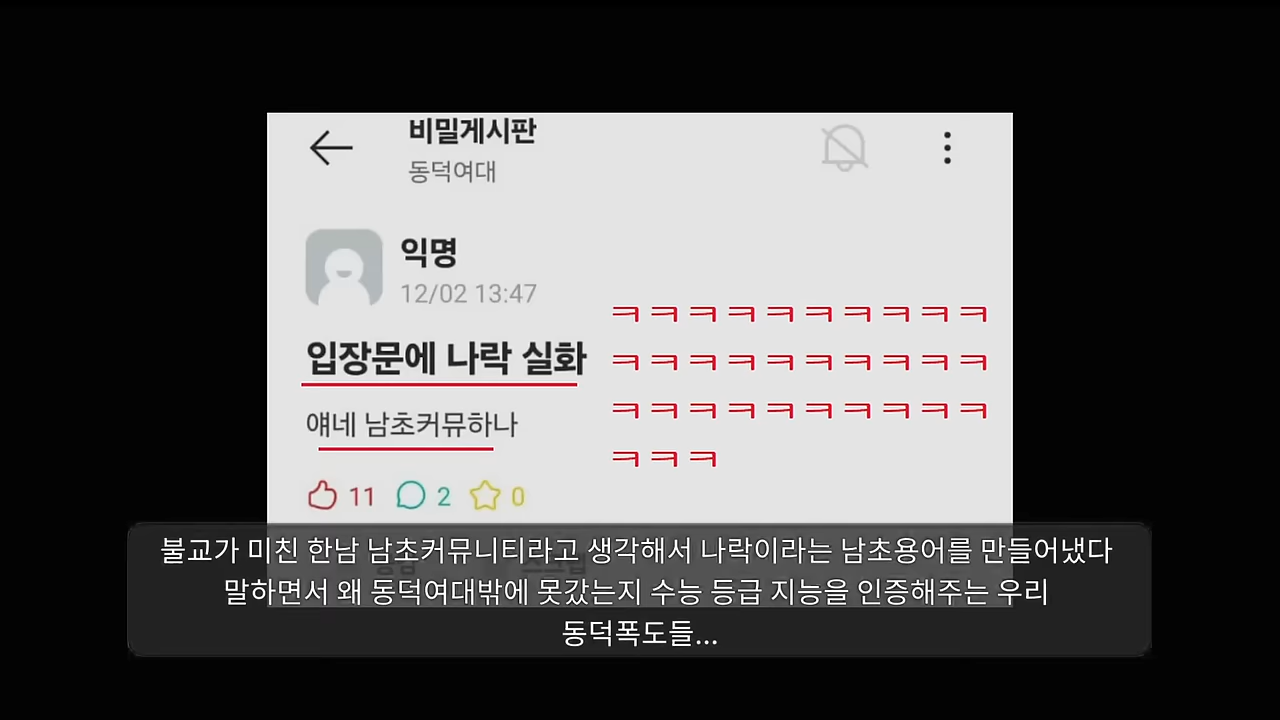 비밀게시판
동덕여대
익명
12/02 13:47
입장문에 나락 실화
얘네 남초커뮤하나
ㅋㅋㅋㅋㅋㅋㅋㅋㅋㅋ
ㅋㅋㅋㅋㅋㅋㅋㅋㅋㅋ
ㅋㅋㅋㅋㅋㅋㅋㅋㅋㅋ
ㅋㅋㅋ
11 2 0
불교가 미친 한남 남초커뮤니티라고 생각해서 나락이라는 남초용어를 만들어냈다
말하면서 왜 동덕여대밖에 못갔는지 수능 등급 지능을 인증해주는 우리
동덕폭도들...